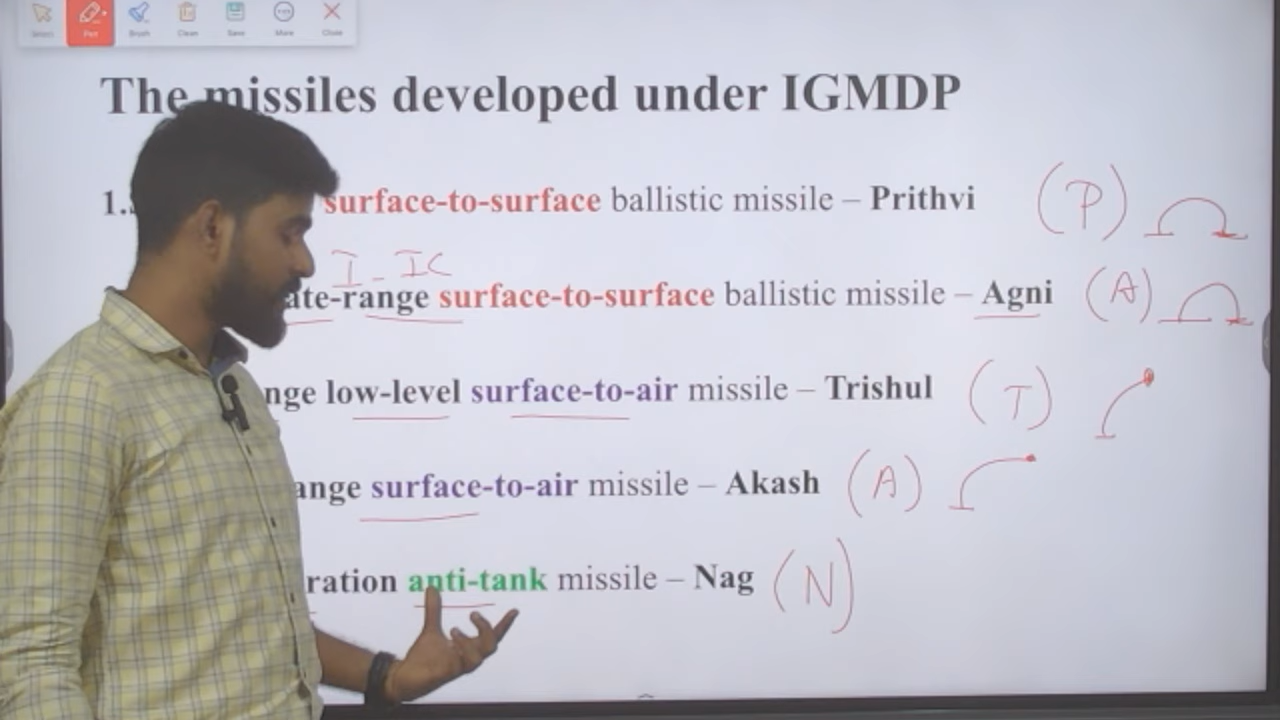 Select Pen Brush Clean Save More Close
The missiles developed under IGMDP
1. surface-to-surface ballistic missile – Prithvi (P)
I - IC
ate-range surface-to-surface ballistic missile – Agni (A)
nge low-level surface-to-air missile – Trishul (T)
ange surface-to-air missile – Akash (A)
ration anti-tank missile – Nag (N)